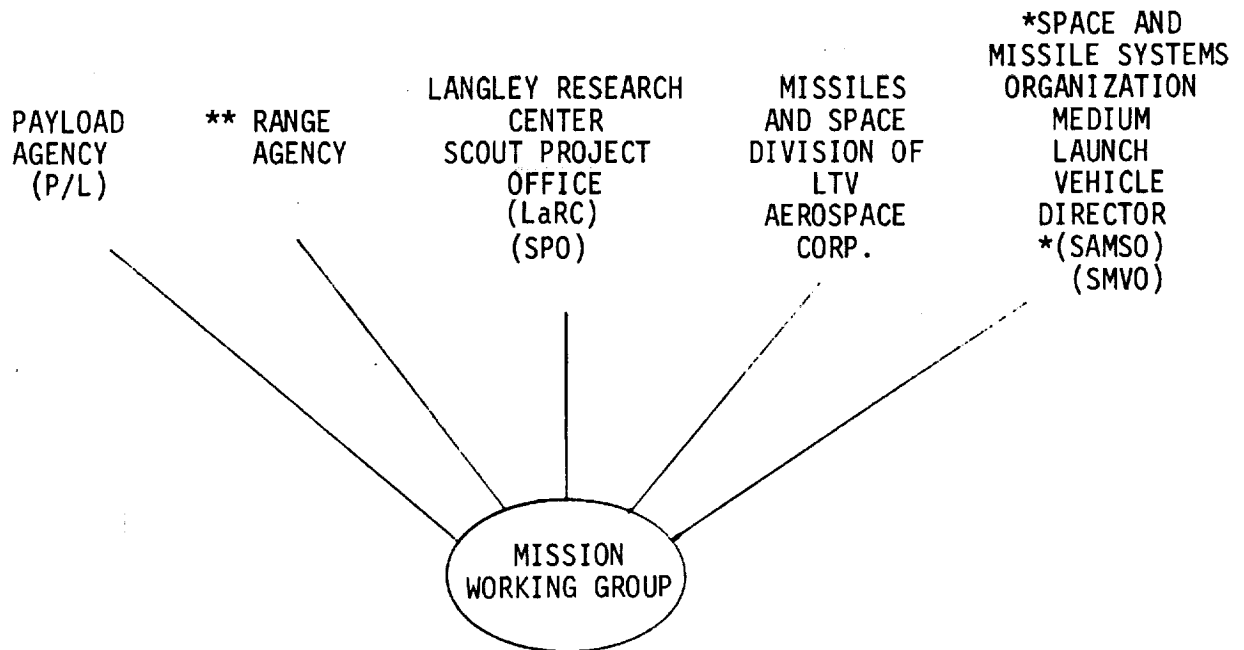 PAYLOAD
AGENCY
(P/L)
** RANGE
AGENCY
LANGLEY RESEARCH
CENTER
SCOUT PROJECT
OFFICE
(LaRC)
(SPO)
MISSILES
AND SPACE
DIVISION OF
LTV
AEROSPACE
CORP.
*SPACE AND
MISSILE SYSTEMS
ORGANIZATION
MEDIUM
LAUNCH
VEHICLE
DIRECTOR
*(SAMSO)
(SMVO)
MISSION
WORKING GROUP